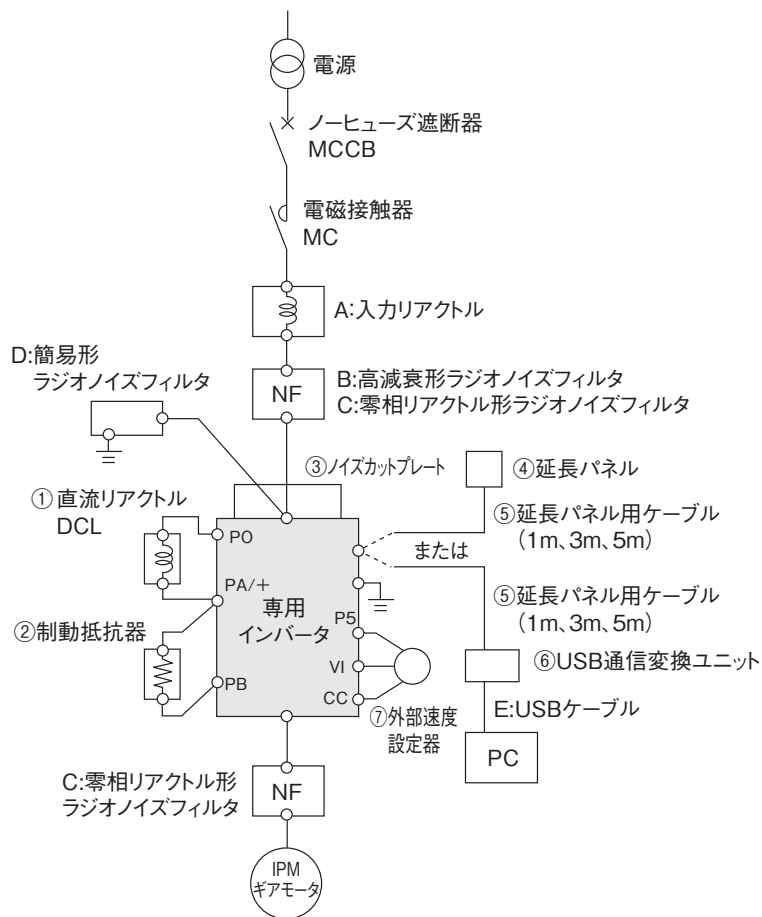 電源
ノーヒューズ遮断器
MCCB
電磁接触器
MC
A:入力リアクトル
D:簡易形
ラジオノイズフィルタ
NF
B:高減衰形ラジオノイズフィルタ
C:零相リアクトル形ラジオノイズフィルタ
③ノイズカットプレート
④延長パネル
①直流リアクトル
DCL
PO
⑤延長パネル用ケーブル
(1m、3m、5m)
または
PA/+
専用
インバータ
P5
⑤延長パネル用ケーブル
(1m、3m、5m)
②制動抵抗器
VI
⑥USB通信変換ユニット
PB
CC
⑦外部速度
設定器
E:USBケーブル
PC
C:零相リアクトル形
ラジオノイズフィルタ
NF
IPM
ギアモータ